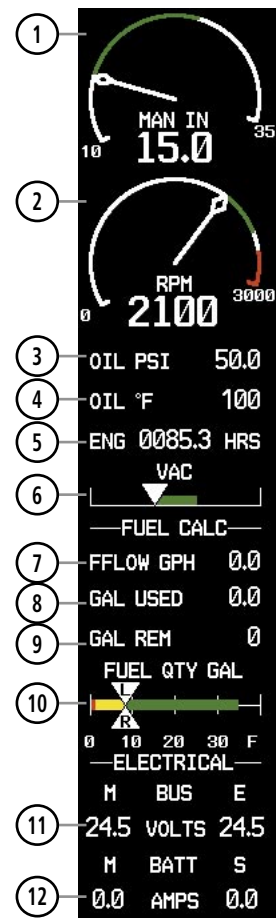 1
MAN IN
15.0
10
35
2
RPM
2100
0
3000
3 OIL PSI 50.0
4 OIL °F 100
5 ENG 0085.3 HRS
VAC
6
FUEL CALC
7 FFLOW GPH 0.0
8 GAL USED 0.0
9 GAL REM 0
FUEL QTY GAL
10 L
R
0 10 20 30 F
ELECTRICAL
M BUS E
11 24.5 VOLTS 24.5
M BATT S
12 0.0 AMPS 0.0